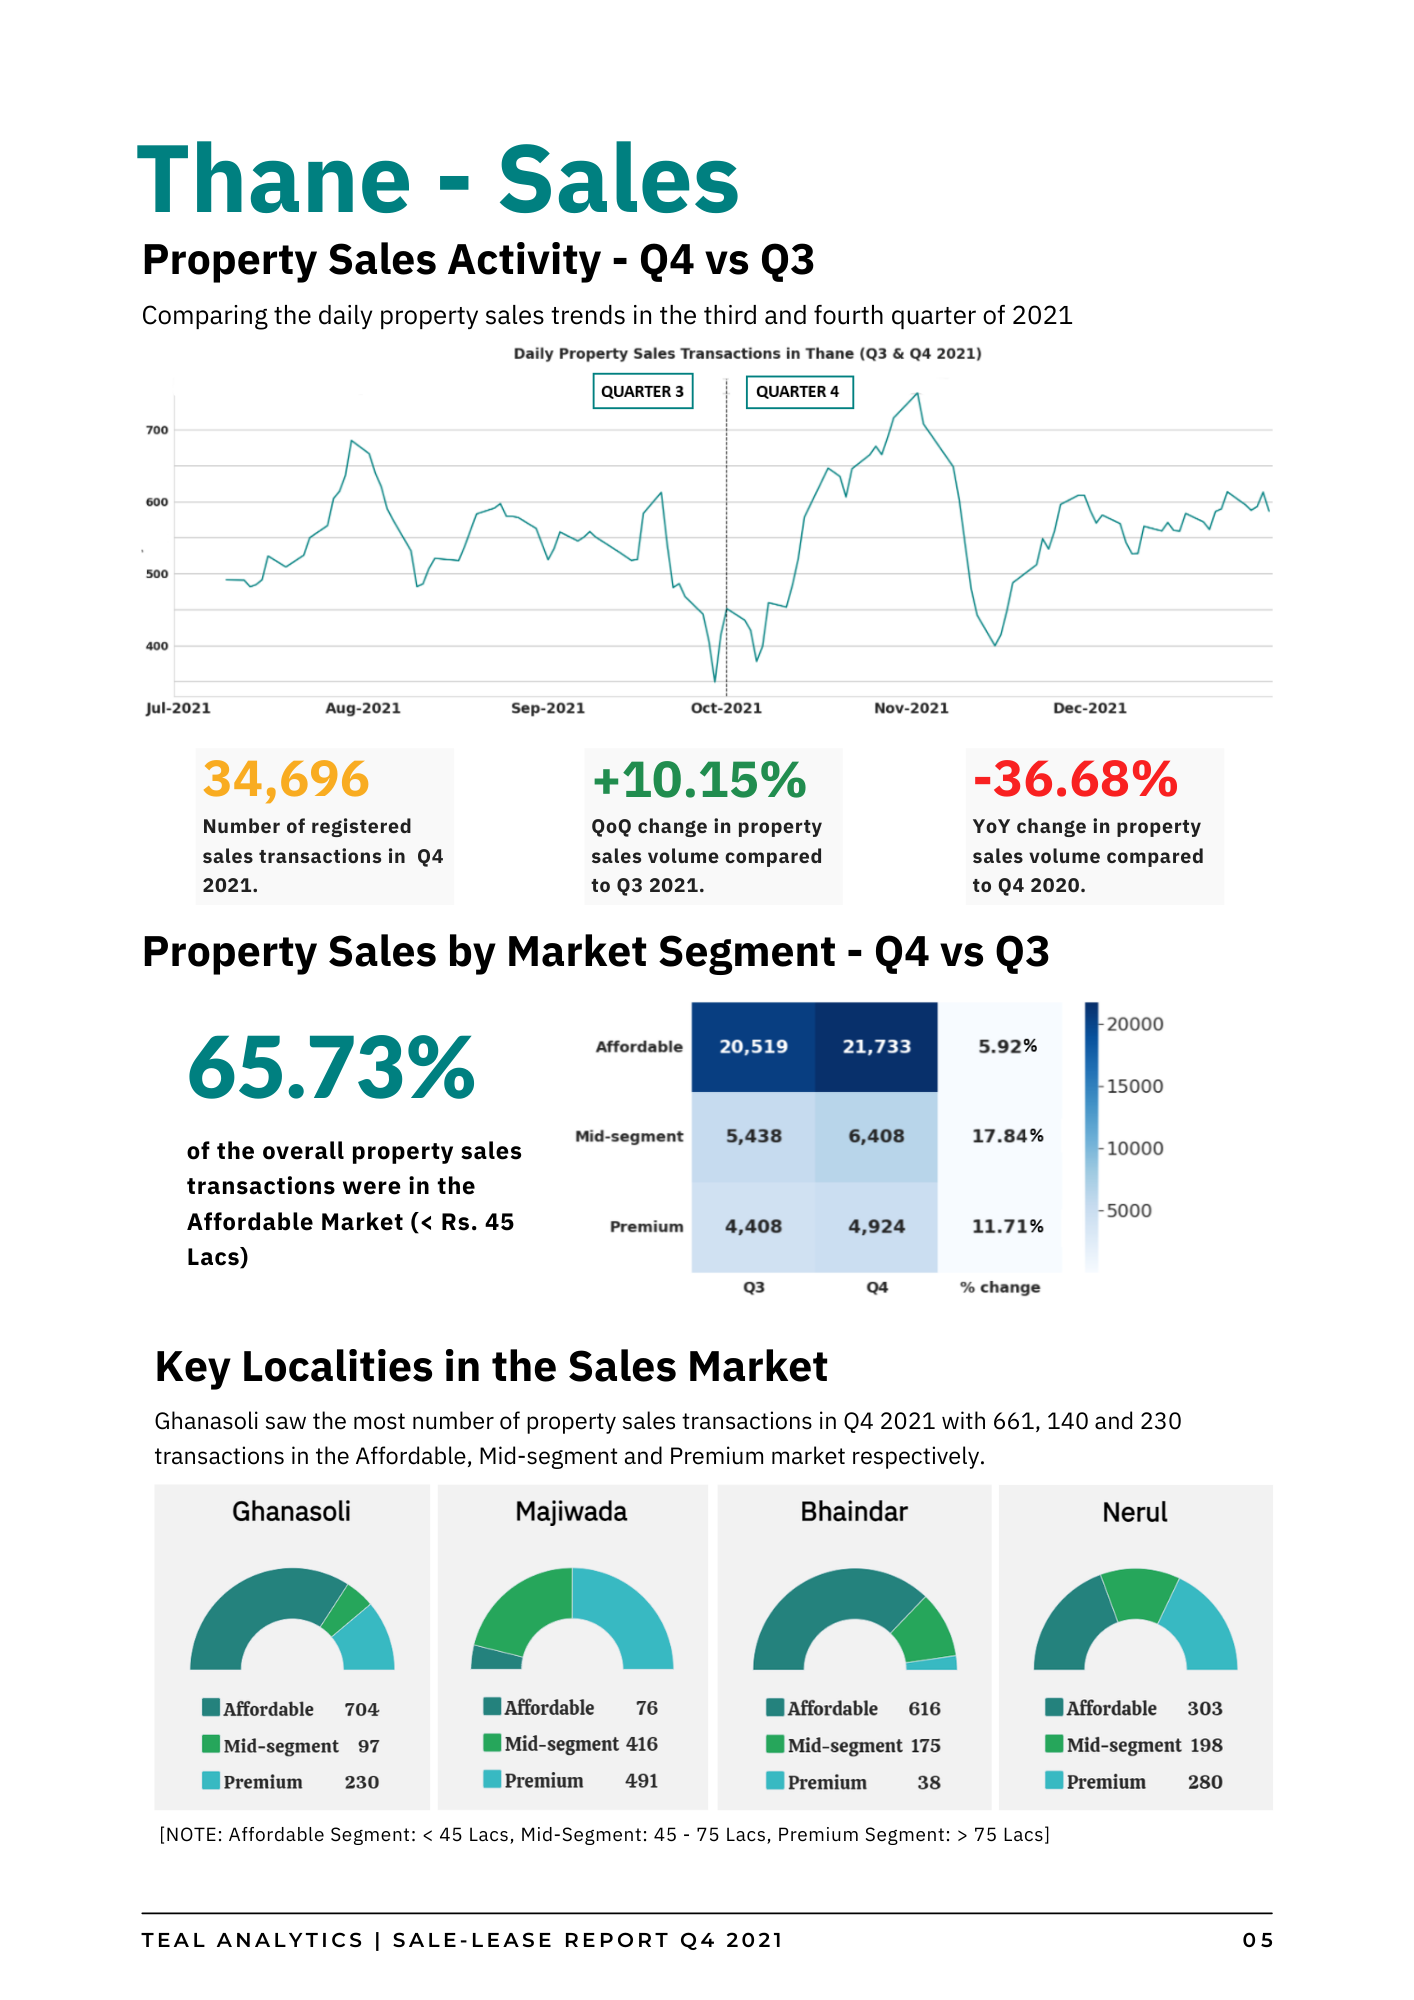 Thane - Sales
Property Sales Activity - Q4 vs Q3
Comparing the daily property sales trends in the third and fourth quarter of 2021
Daily Property Sales Transactions in Thane (Q3 & Q4 2021)
QUARTER 3
QUARTER 4
700
600
500
400
Jul-2021
Aug-2021
Sep-2021
Oct-2021
Nov-2021
Dec-2021
34,696
Number of registered
sales transactions in Q4
2021.
+10.15%
QoQ change in property
sales volume compared
to Q3 2021.
-36.68%
YoY change in property
sales volume compared
to Q4 2020.
Property Sales by Market Segment - Q4 vs Q3
65.73%
of the overall property sales
transactions were in the
Affordable Market (< Rs. 45
Lacs)
Affordable 20,519 21,733 5.92%
Mid-segment 5,438 6,408 17.84%
Premium 4,408 4,924 11.71%
Q3 Q4 % change
20000
15000
10000
5000
Key Localities in the Sales Market
Ghanasoli saw the most number of property sales transactions in Q4 2021 with 661, 140 and 230
transactions in the Affordable, Mid-segment and Premium market respectively.
Ghanasoli
Affordable 704
Mid-segment 97
Premium 230
Majiwada
Affordable 76
Mid-segment 416
Premium 491
Bhaindar
Affordable 616
Mid-segment 175
Premium 38
Nerul
Affordable 303
Mid-segment 198
Premium 280
[NOTE: Affordable Segment: < 45 Lacs, Mid-Segment: 45 - 75 Lacs, Premium Segment: > 75 Lacs]
TEAL ANALYTICS | SALE-LEASE REPORT Q4 2021
05